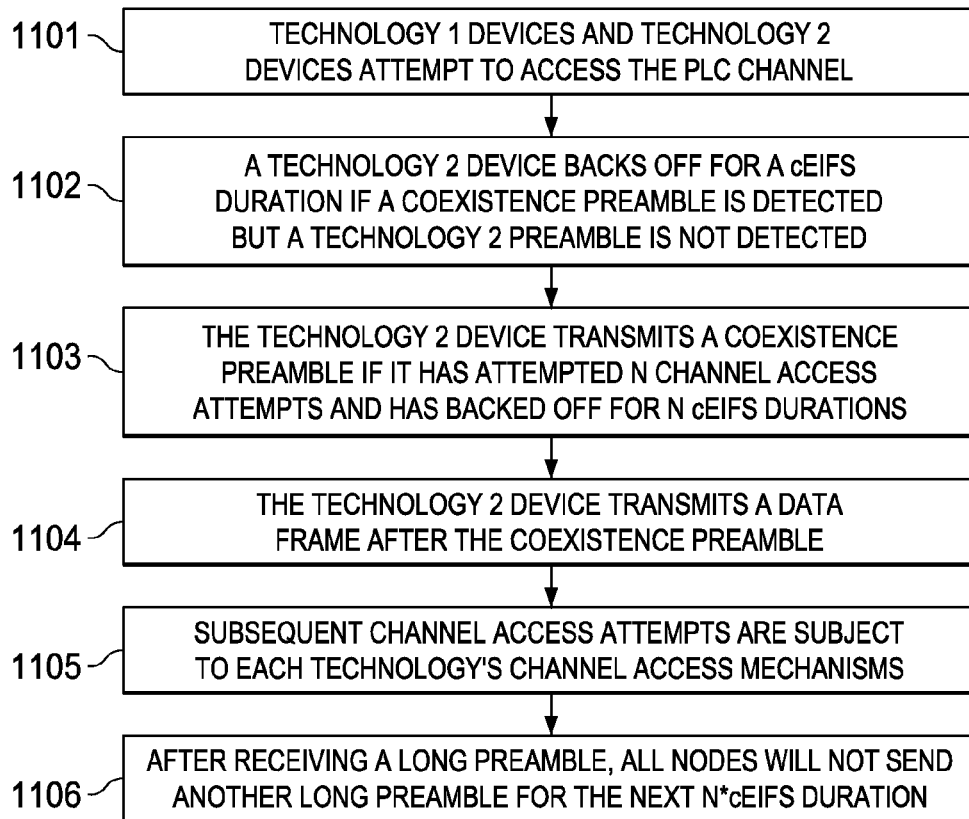 1101
TECHNOLOGY 1 DEVICES AND TECHNOLOGY 2
DEVICES ATTEMPT TO ACCESS THE PLC CHANNEL
1102
A TECHNOLOGY 2 DEVICE BACKS OFF FOR A cEIFS
DURATION IF A COEXISTENCE PREAMBLE IS DETECTED
BUT A TECHNOLOGY 2 PREAMBLE IS NOT DETECTED
1103
THE TECHNOLOGY 2 DEVICE TRANSMITS A COEXISTENCE
PREAMBLE IF IT HAS ATTEMPTED N CHANNEL ACCESS
ATTEMPTS AND HAS BACKED OFF FOR N cEIFS DURATIONS
1104
THE TECHNOLOGY 2 DEVICE TRANSMITS A DATA
FRAME AFTER THE COEXISTENCE PREAMBLE
1105
SUBSEQUENT CHANNEL ACCESS ATTEMPTS ARE SUBJECT
TO EACH TECHNOLOGY'S CHANNEL ACCESS MECHANISMS
1106
AFTER RECEIVING A LONG PREAMBLE, ALL NODES WILL NOT SEND
ANOTHER LONG PREAMBLE FOR THE NEXT N*cEIFS DURATION